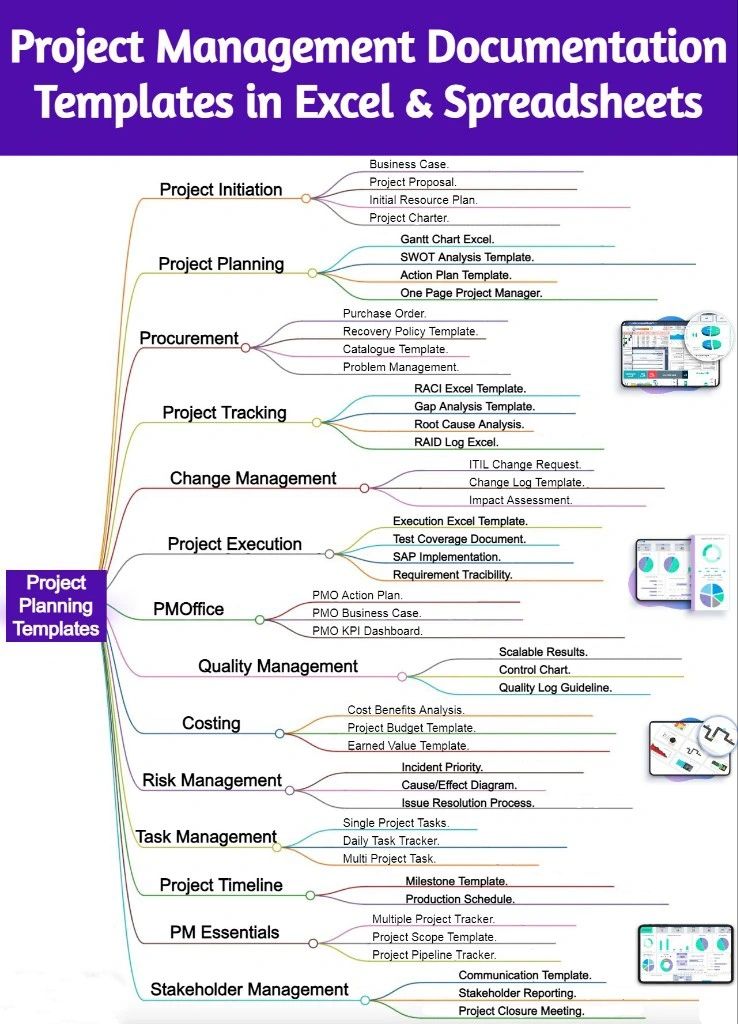 Project Management Documentation
Templates in Excel & Spreadsheets
Project Planning Templates
Project Initiation
Business Case.
Project Proposal.
Initial Resource Plan.
Project Charter.
Project Planning
Gantt Chart Excel.
SWOT Analysis Template.
Action Plan Template.
One Page Project Manager.
Procurement
Purchase Order.
Recovery Policy Template.
Catalogue Template.
Problem Management.
Project Tracking
RACI Excel Template.
Gap Analysis Template.
Root Cause Analysis.
RAID Log Excel.
Change Management
ITIL Change Request.
Change Log Template.
Impact Assessment.
Project Execution
Execution Excel Template.
Test Coverage Document.
SAP Implementation.
Requirement Tracibility.
PMOffice
PMO Action Plan.
PMO Business Case.
PMO KPI Dashboard.
Quality Management
Scalable Results.
Control Chart.
Quality Log Guideline.
Costing
Cost Benefits Analysis.
Project Budget Template.
Earned Value Template.
Risk Management
Incident Priority.
Cause/Effect Diagram.
Issue Resolution Process.
Task Management
Single Project Tasks.
Daily Task Tracker.
Multi Project Task.
Project Timeline
Milestone Template.
Production Schedule.
PM Essentials
Multiple Project Tracker.
Project Scope Template.
Project Pipeline Tracker.
Stakeholder Management
Communication Template.
Stakeholder Reporting.
Project Closure Meeting.